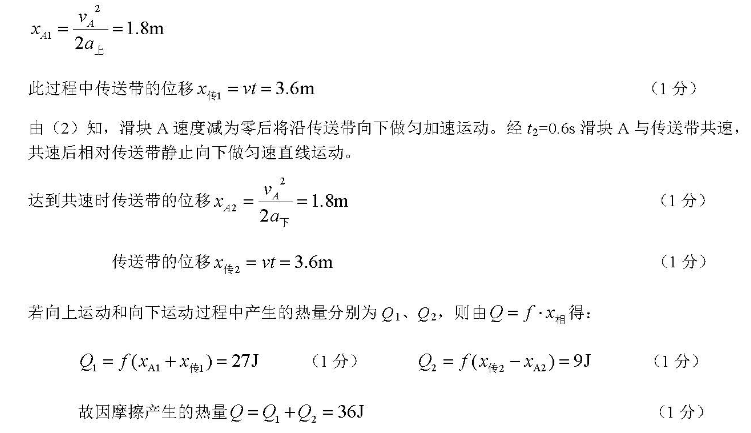 x_{A1} = \frac{v_A^2}{2a_上} = 1.8m
此过程中传送带的位移 x_{传1} = vt = 3.6m （1 分）
由（2）知，滑块 A 速度减为零后将沿传送带向下做匀加速运动。经 t₂=0.6s 滑块 A 与传送带共速，
共速后相对传送带静止向下做匀速直线运动。
达到共速时传送带的位移 x_{A2} = \frac{v_A^2}{2a_下} = 1.8m （1 分）
传送带的位移 x_{传2} = vt = 3.6m （1 分）
若向上运动和向下运动过程中产生的热量分别为 Q₁、Q₂，则由 Q = f · x_相 得：
Q₁ = f(x_{A1} + x_{传1}) = 27J （1 分） Q₂ = f(x_{传2} − x_{A2}) = 9J （1 分）
故因摩擦产生的热量 Q = Q₁ + Q₂ = 36J （1 分）